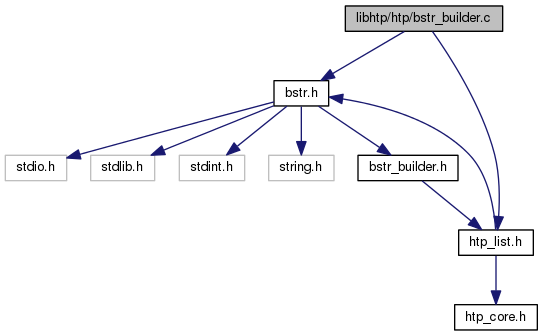 libhtp/htp/bstr_builder.c
bstr.h
stdio.h
stdlib.h
stdint.h
string.h
bstr_builder.h
htp_list.h
htp_core.h